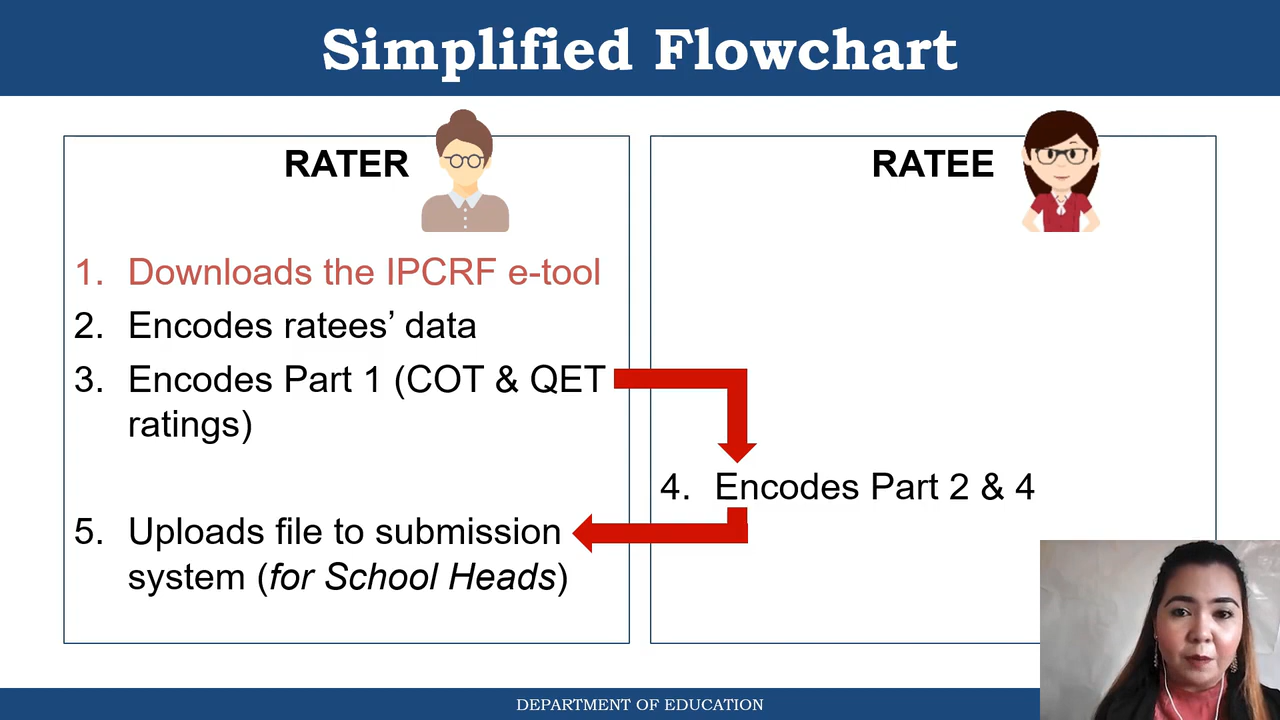 Simplified Flowchart
RATER
1. Downloads the IPCRF e-tool
2. Encodes ratees’ data
3. Encodes Part 1 (COT & QET
ratings)
5. Uploads file to submission
system (for School Heads)
RATEE
4. Encodes Part 2 & 4
DEPARTMENT OF EDUCATION